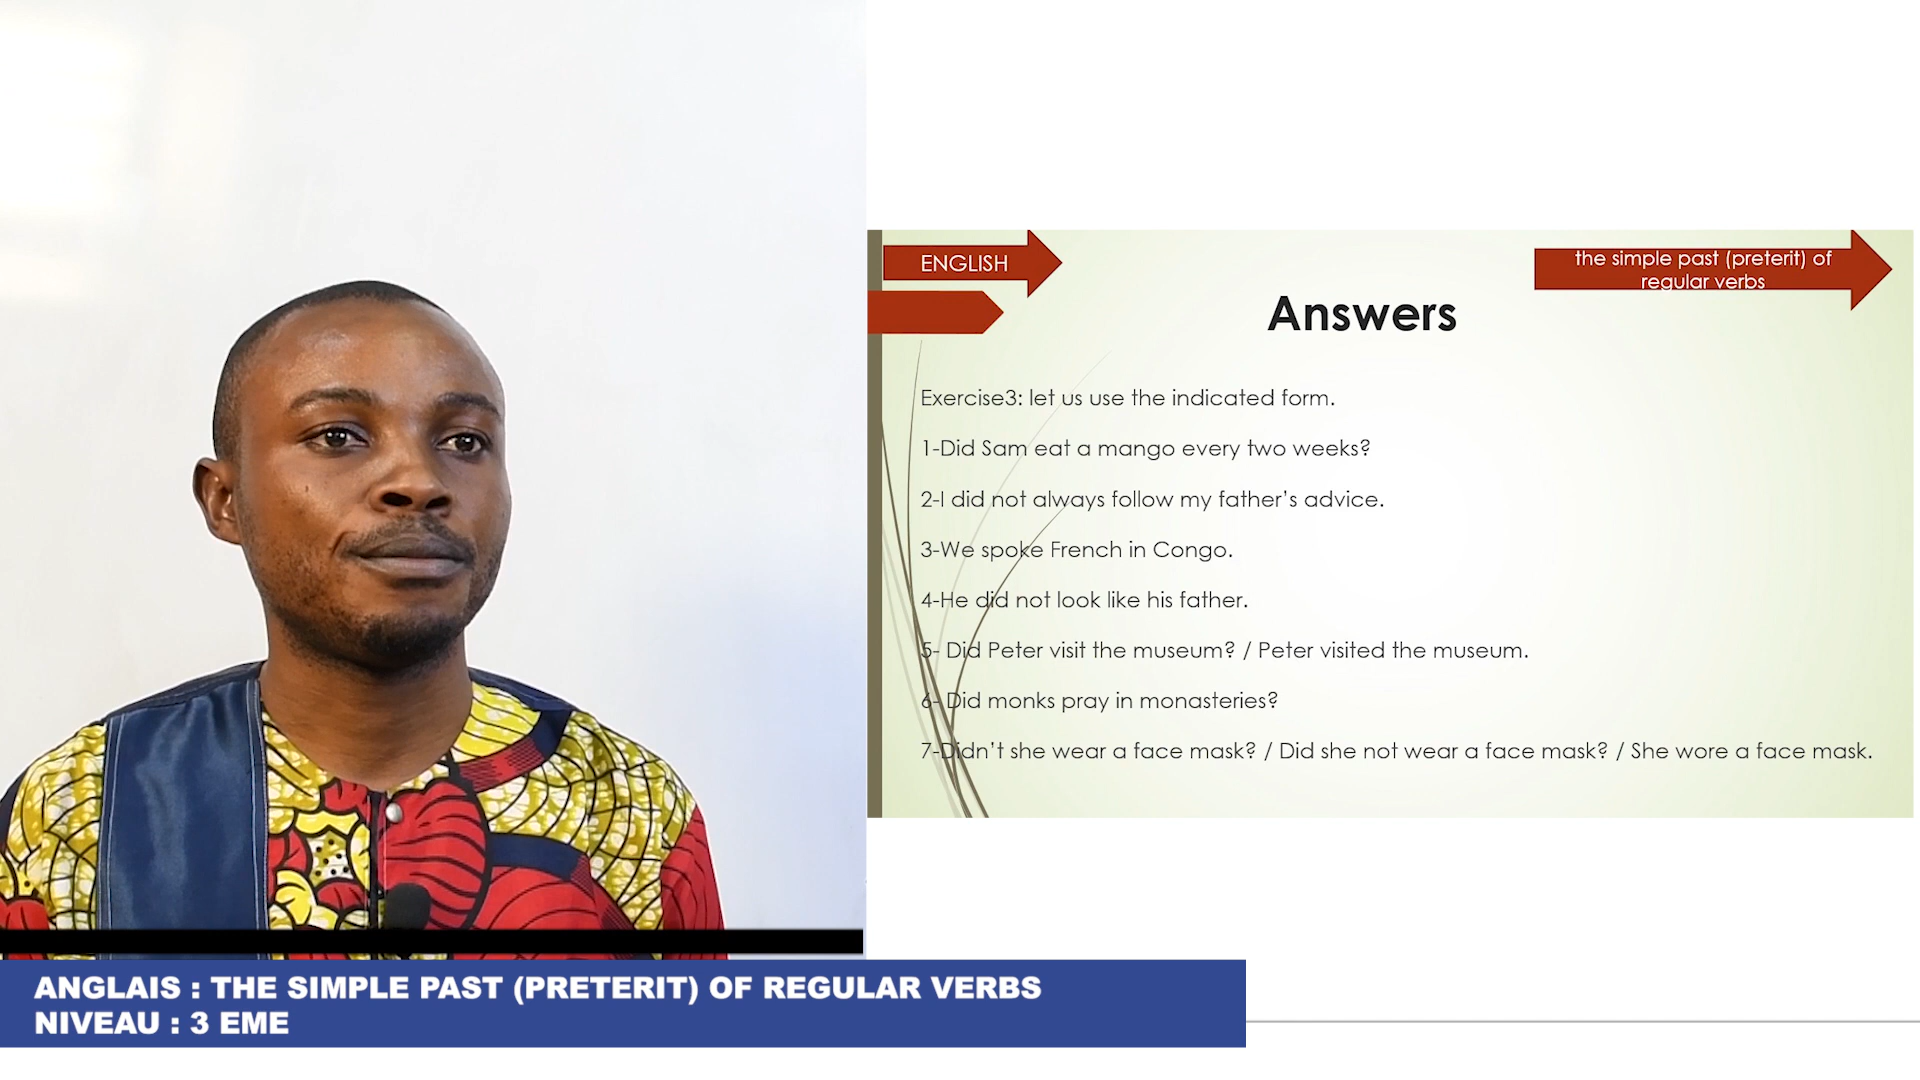 ENGLISH
the simple past (preterit) of
regular verbs
Answers
Exercise3: let us use the indicated form.
1-Did Sam eat a mango every two weeks?
2-I did not always follow my father’s advice.
3-We spoke French in Congo.
4-He did not look like his father.
5- Did Peter visit the museum? / Peter visited the museum.
6- Did monks pray in monasteries?
7-Didn’t she wear a face mask? / Did she not wear a face mask? / She wore a face mask.
ANGLAIS : THE SIMPLE PAST (PRETERIT) OF REGULAR VERBS
NIVEAU : 3 EME